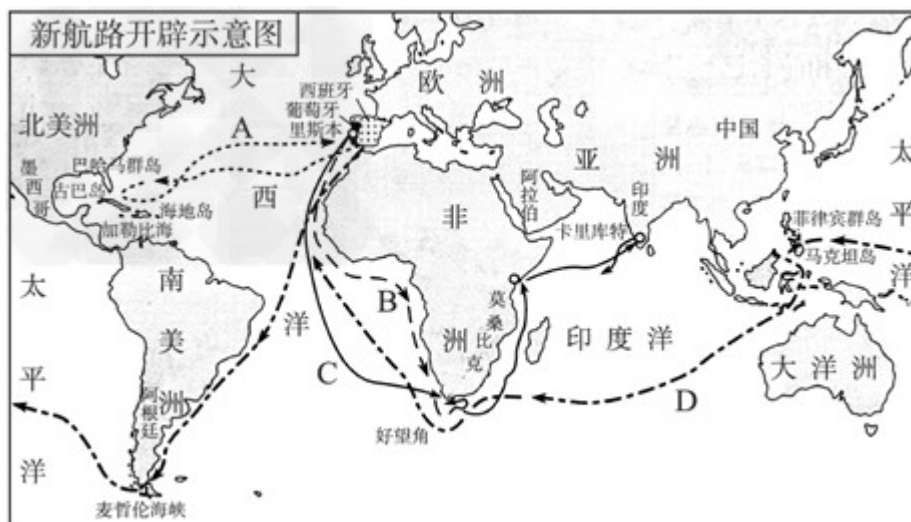 新航路开辟示意图
大
西
洋
欧洲
西班牙
葡萄牙
里斯本
北美洲
A
巴哈马群岛
墨西哥
古巴岛
海地岛
加勒比海
中国
亚洲
阿拉伯
印度
卡里库特
太平洋
菲律宾群岛
马克坦岛
非洲
南美洲
太平洋
B
莫桑比克
印度洋
大洋洲
C
D
阿根廷
好望角
麦哲伦海峡